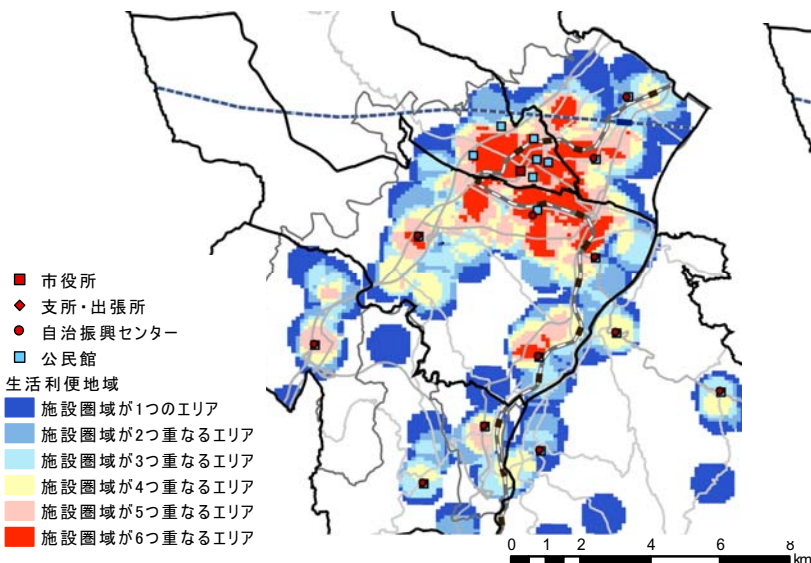 市役所
支所・出張所
自治振興センター
公民館
生活利便地域
施設圏域が1つのエリア
施設圏域が2つ重なるエリア
施設圏域が3つ重なるエリア
施設圏域が4つ重なるエリア
施設圏域が5つ重なるエリア
施設圏域が6つ重なるエリア
0 1 2 4 6 8
km